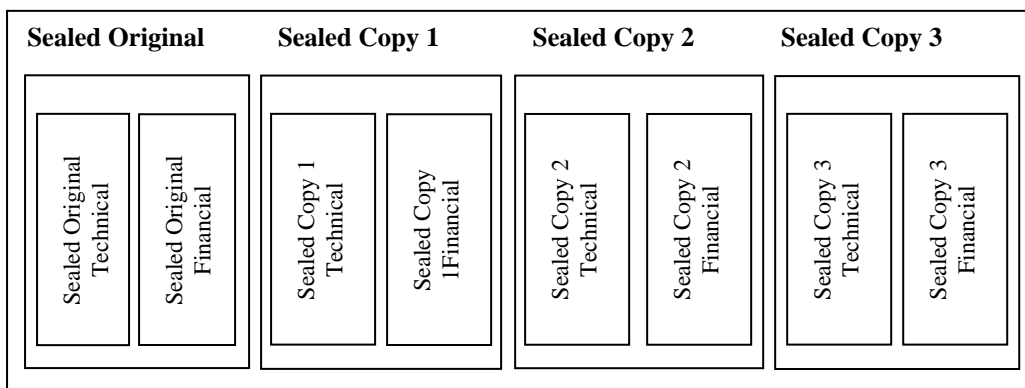 Sealed Original
Sealed Copy 1
Sealed Copy 2
Sealed Copy 3
Sealed Original
Technical
Sealed Original
Financial
Sealed Copy 1
Technical
Sealed Copy
1Financial
Sealed Copy 2
Technical
Sealed Copy 2
Financial
Sealed Copy 3
Technical
Sealed Copy 3
Financial